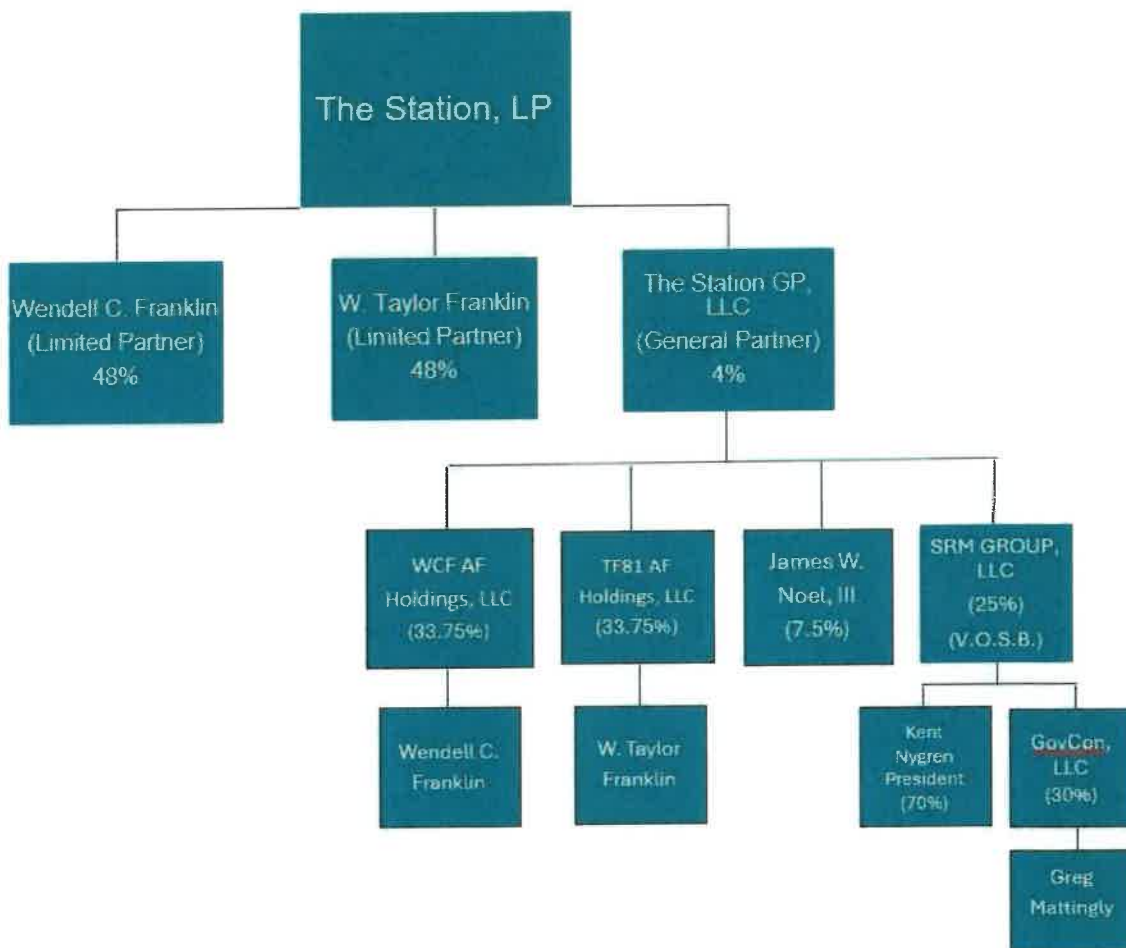 The Station, LP
Wendell C. Franklin
(Limited Partner)
48%
W. Taylor Franklin
(Limited Partner)
48%
The Station GP,
LLC
(General Partner)
4%
WCF AF
Holdings, LLC
(33.75%)
TF81 AF
Holdings, LLC
(33.75%)
James W.
Noel, III
(7.5%)
SRM GROUP,
LLC
(25%)
(V.O.S.B.)
Wendell C.
Franklin
W. Taylor
Franklin
Kent
Nygren
President
(70%)
GovCon,
LLC
(30%)
Greg
Mattingly